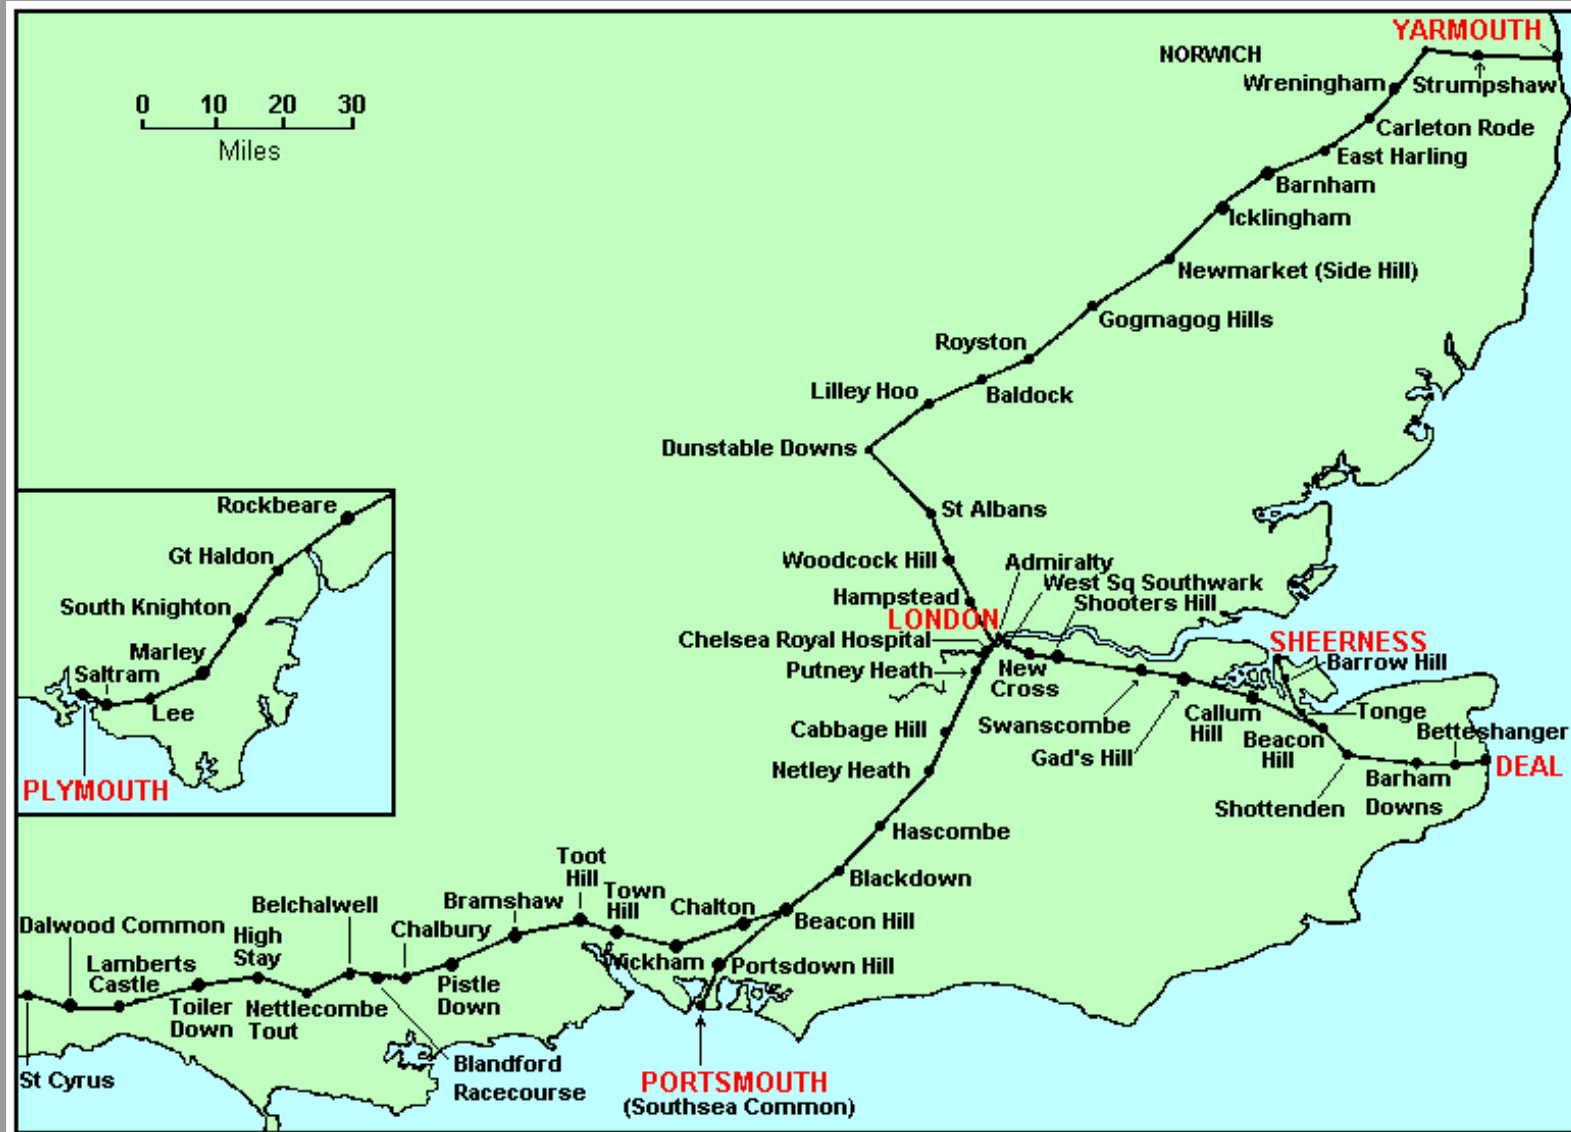 YARMOUTH
NORWICH
Strumpshaw
Wreningham
0 10 20 30
Miles
Carleton Rode
East Harling
Barnham
Icklingham
Newmarket (Side Hill)
Gogmagog Hills
Royston
Baldock
Lilley Hoo
Dunstable Downs
St Albans
Woodcock Hill
Admiralty
West Sq Southwark
Hampstead
Shooters Hill
LONDON
Chelsea Royal Hospital
SHEERNESS
Barrow Hill
Putney Heath
New
Cross
Swanscombe
Gad's Hill
Callum
Hill
Tonge
Beacon
Hill
Betteshanger
DEAL
Barham
Downs
Shottenden
Cabbage Hill
Netley Heath
Hascombe
Blackdown
Beacon Hill
Rockbeare
Gt Haldon
South Knighton
Marley
Saltram
Lee
PLYMOUTH
Toot
Hill
Town
Hill
Chalton
Bramshaw
Belchalwell
Chalbury
Dalwood Common
High
Stay
Lamberts
Castle
Wickham
Portsdown Hill
Pistle
Down
Toiler
Down
Nettlecombe
Tout
Blandford
Racecourse
St Cyrus
PORTSMOUTH
(Southsea Common)